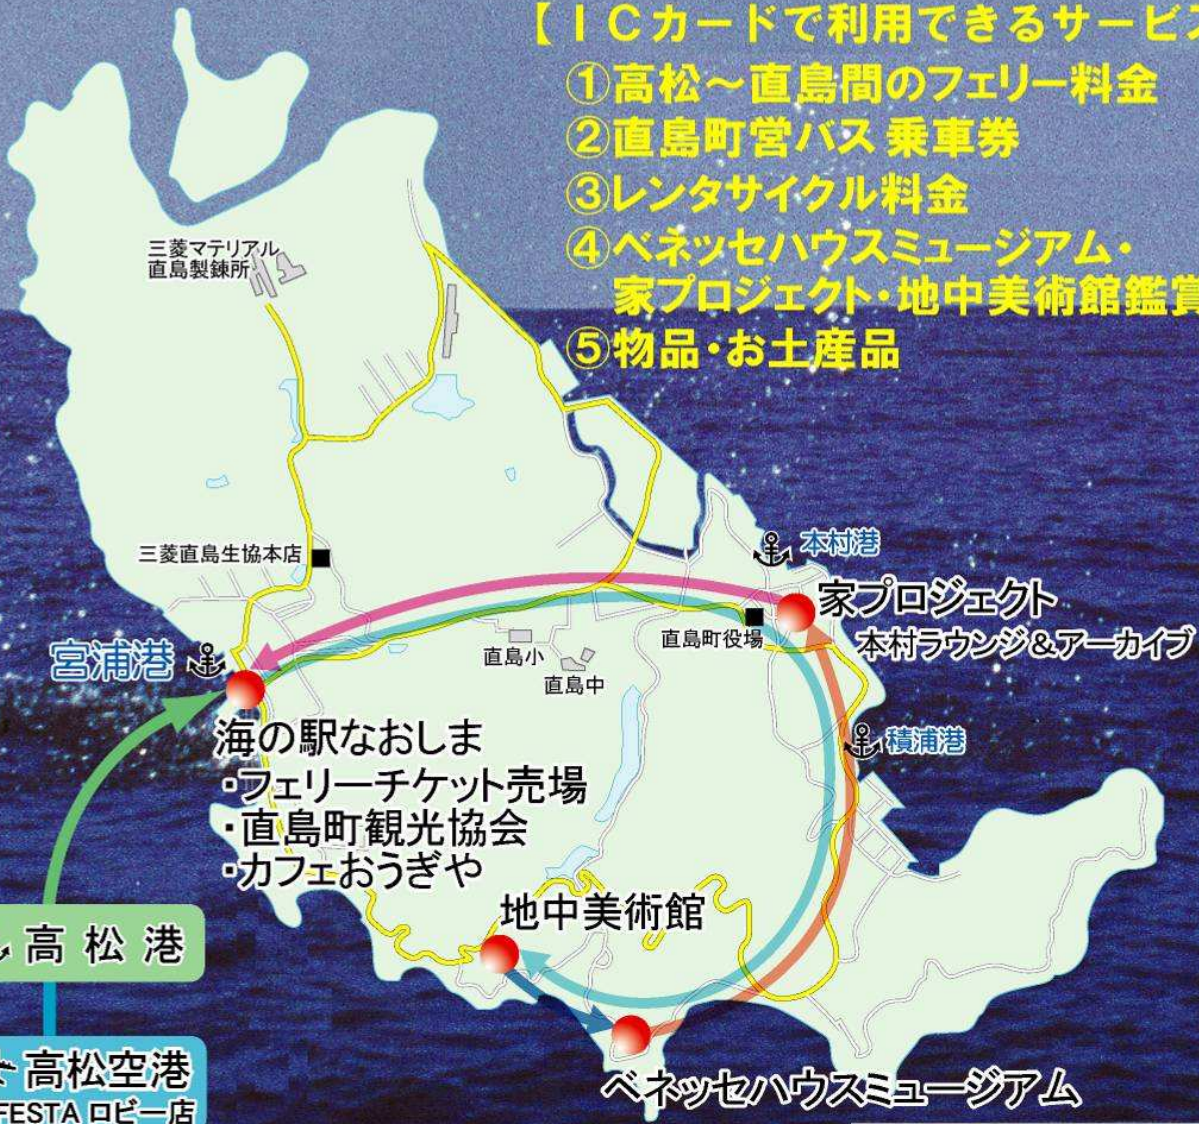 【ICカードで利用できるサービス
①高松～直島間のフェリー料金
②直島町営バス 乗車券
③レンタサイクル料金
④ベネッセハウスミュージアム・
家プロジェクト・地中美術館鑑賞
⑤物品・お土産品
三菱マテリアル
直島製錬所
三菱直島生協本店
本村港
家プロジェクト
本村ラウンジ&アーカイブ
直島町役場
直島小
直島中
宮浦港
積浦港
海の駅なおしま
・フェリーチケット売場
・直島町観光協会
・カフェおうぎや
地中美術館
高松港
高松空港
FESTA ロビー店
ベネッセハウスミュージアム